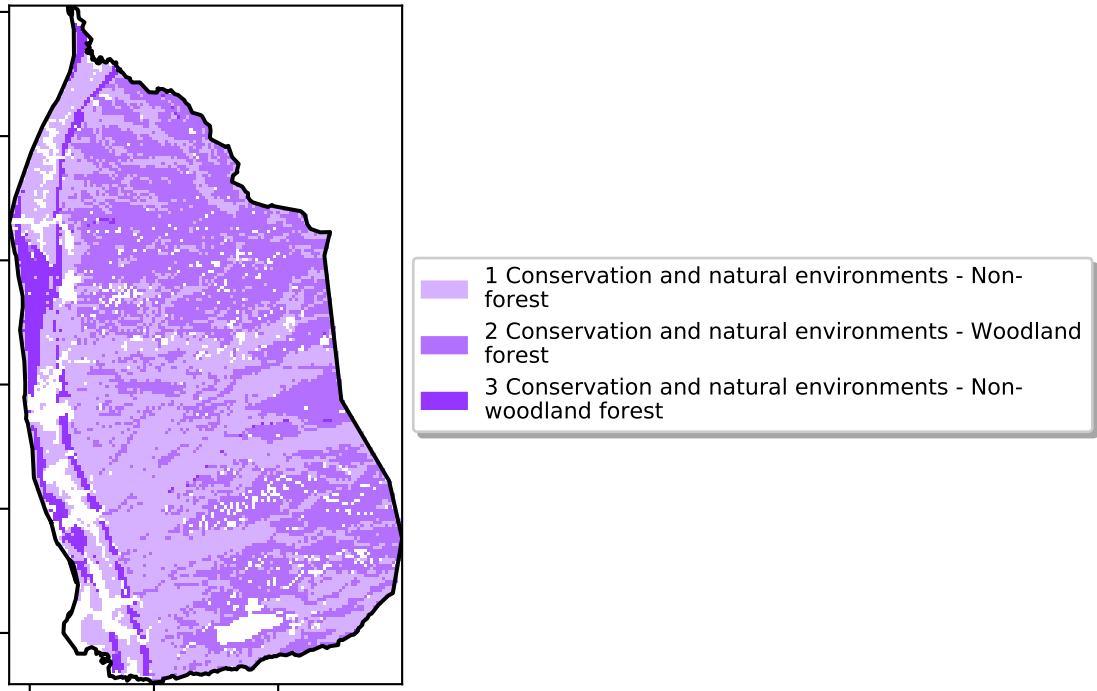 1 Conservation and natural environments - Non-
forest
2 Conservation and natural environments - Woodland
forest
3 Conservation and natural environments - Non-
woodland forest